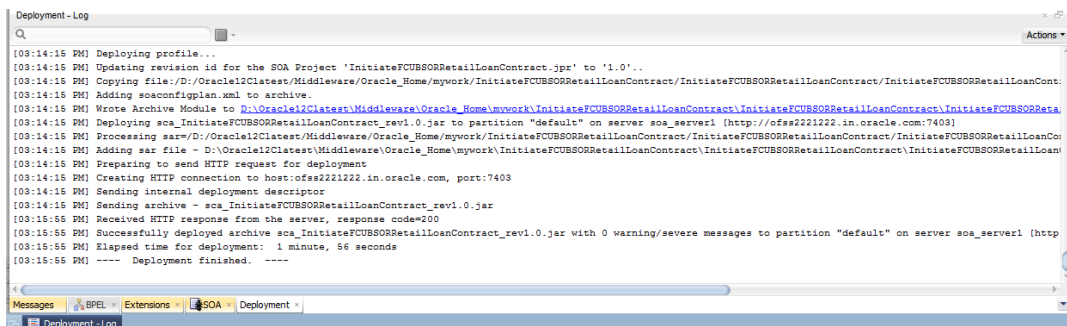 Deployment - Log
Actions
[03:14:15 PM] Deploying profile...
[03:14:15 PM] Updating revision id for the SOA Project 'InitiateFCUBSORRetailLoanContract.jpr' to '1.0'..
[03:14:15 PM] Copying file:/D:/Oracle12Clatest/Middleware/Oracle_Home/mywork/InitiateFCUBSORRetailLoanContract/InitiateFCUBSORRetailLoanContract/InitiateFCUBSORRetailLoanCont
[03:14:15 PM] Adding soaconfigplan.xml to archive.
[03:14:15 PM] Wrote Archive Module to D:\Oracle12Clatest\Middleware\Oracle_Home\mywork\InitiateFCUBSORRetailLoanContract\InitiateFCUBSORRetailLoanContract\InitiateFCUBSORReta
[03:14:15 PM] Deploying sca_InitiateFCUBSORRetailLoanContract_rev1.0.jar to partition "default" on server soa_server1 [http://ofss2221222.in.oracle.com:7403]
[03:14:15 PM] Processing sar=/D:/Oracle12Clatest/Middleware/Oracle_Home/mywork/InitiateFCUBSORRetailLoanContract/InitiateFCUBSORRetailLoanContract/InitiateFCUBSORRetailLoanCo
[03:14:15 PM] Adding sar file - D:\Oracle12Clatest\Middleware\Oracle_Home\mywork\InitiateFCUBSORRetailLoanContract\InitiateFCUBSORRetailLoanContract\InitiateFCUBSORRetailLoan
[03:14:15 PM] Preparing to send HTTP request for deployment
[03:14:15 PM] Creating HTTP connection to host:ofss2221222.in.oracle.com, port:7403
[03:14:15 PM] Sending internal deployment descriptor
[03:14:15 PM] Sending archive - sca_InitiateFCUBSORRetailLoanContract_rev1.0.jar
[03:15:55 PM] Received HTTP response from the server, response code=200
[03:15:55 PM] Successfully deployed archive sca_InitiateFCUBSORRetailLoanContract_rev1.0.jar with 0 warning/severe messages to partition "default" on server soa_server1 [http
[03:15:55 PM] Elapsed time for deployment: 1 minute, 56 seconds
[03:15:55 PM] ---- Deployment finished. ----
Messages BPEL Extensions SOA Deployment
Deployment - Log